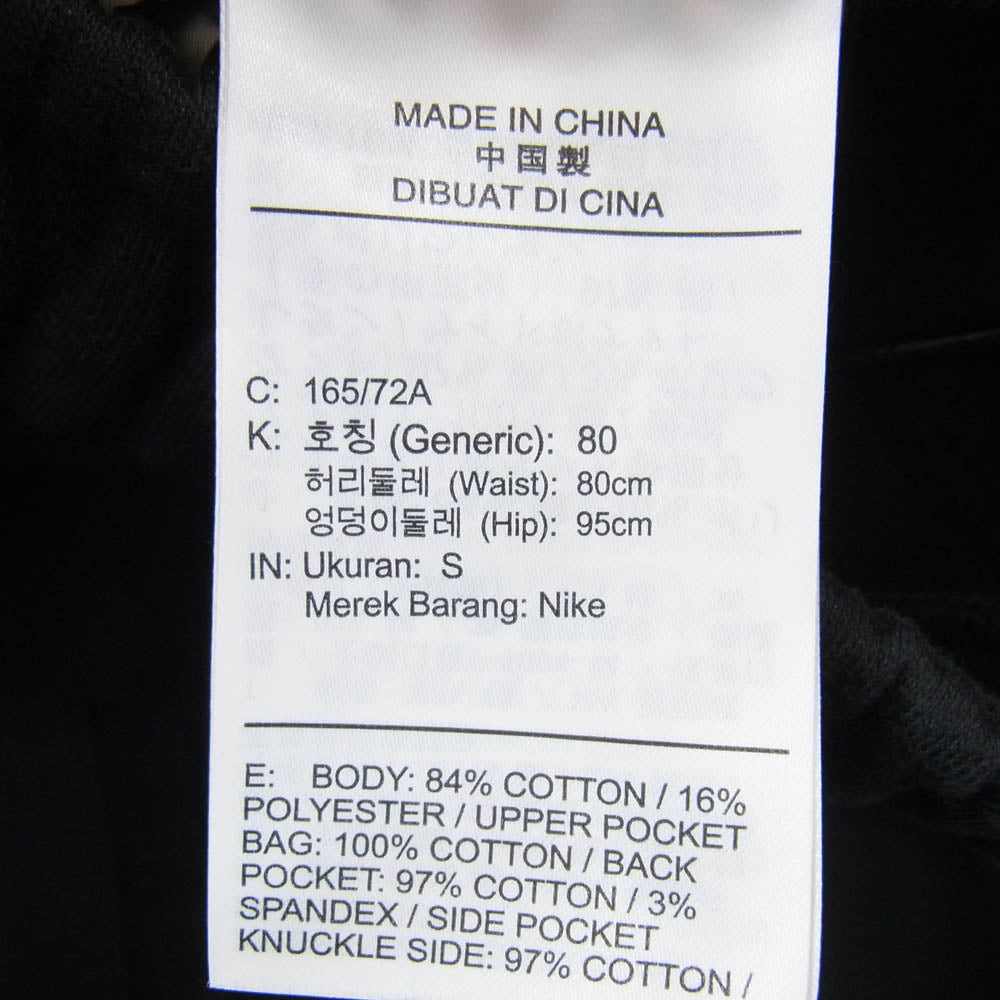 MADE IN CHINA
中国製
DIBUAT DI CINA
C: 165/72A
K: 호칭 (Generic): 80
허리둘레 (Waist): 80cm
엉덩이둘레 (Hip): 95cm
IN: Ukuran: S
Merek Barang: Nike
E: BODY: 84% COTTON / 16%
POLYESTER / UPPER POCKET
BAG: 100% COTTON / BACK
POCKET: 97% COTTON / 3%
SPANDEX / SIDE POCKET
KNUCKLE SIDE: 97% COTTON /